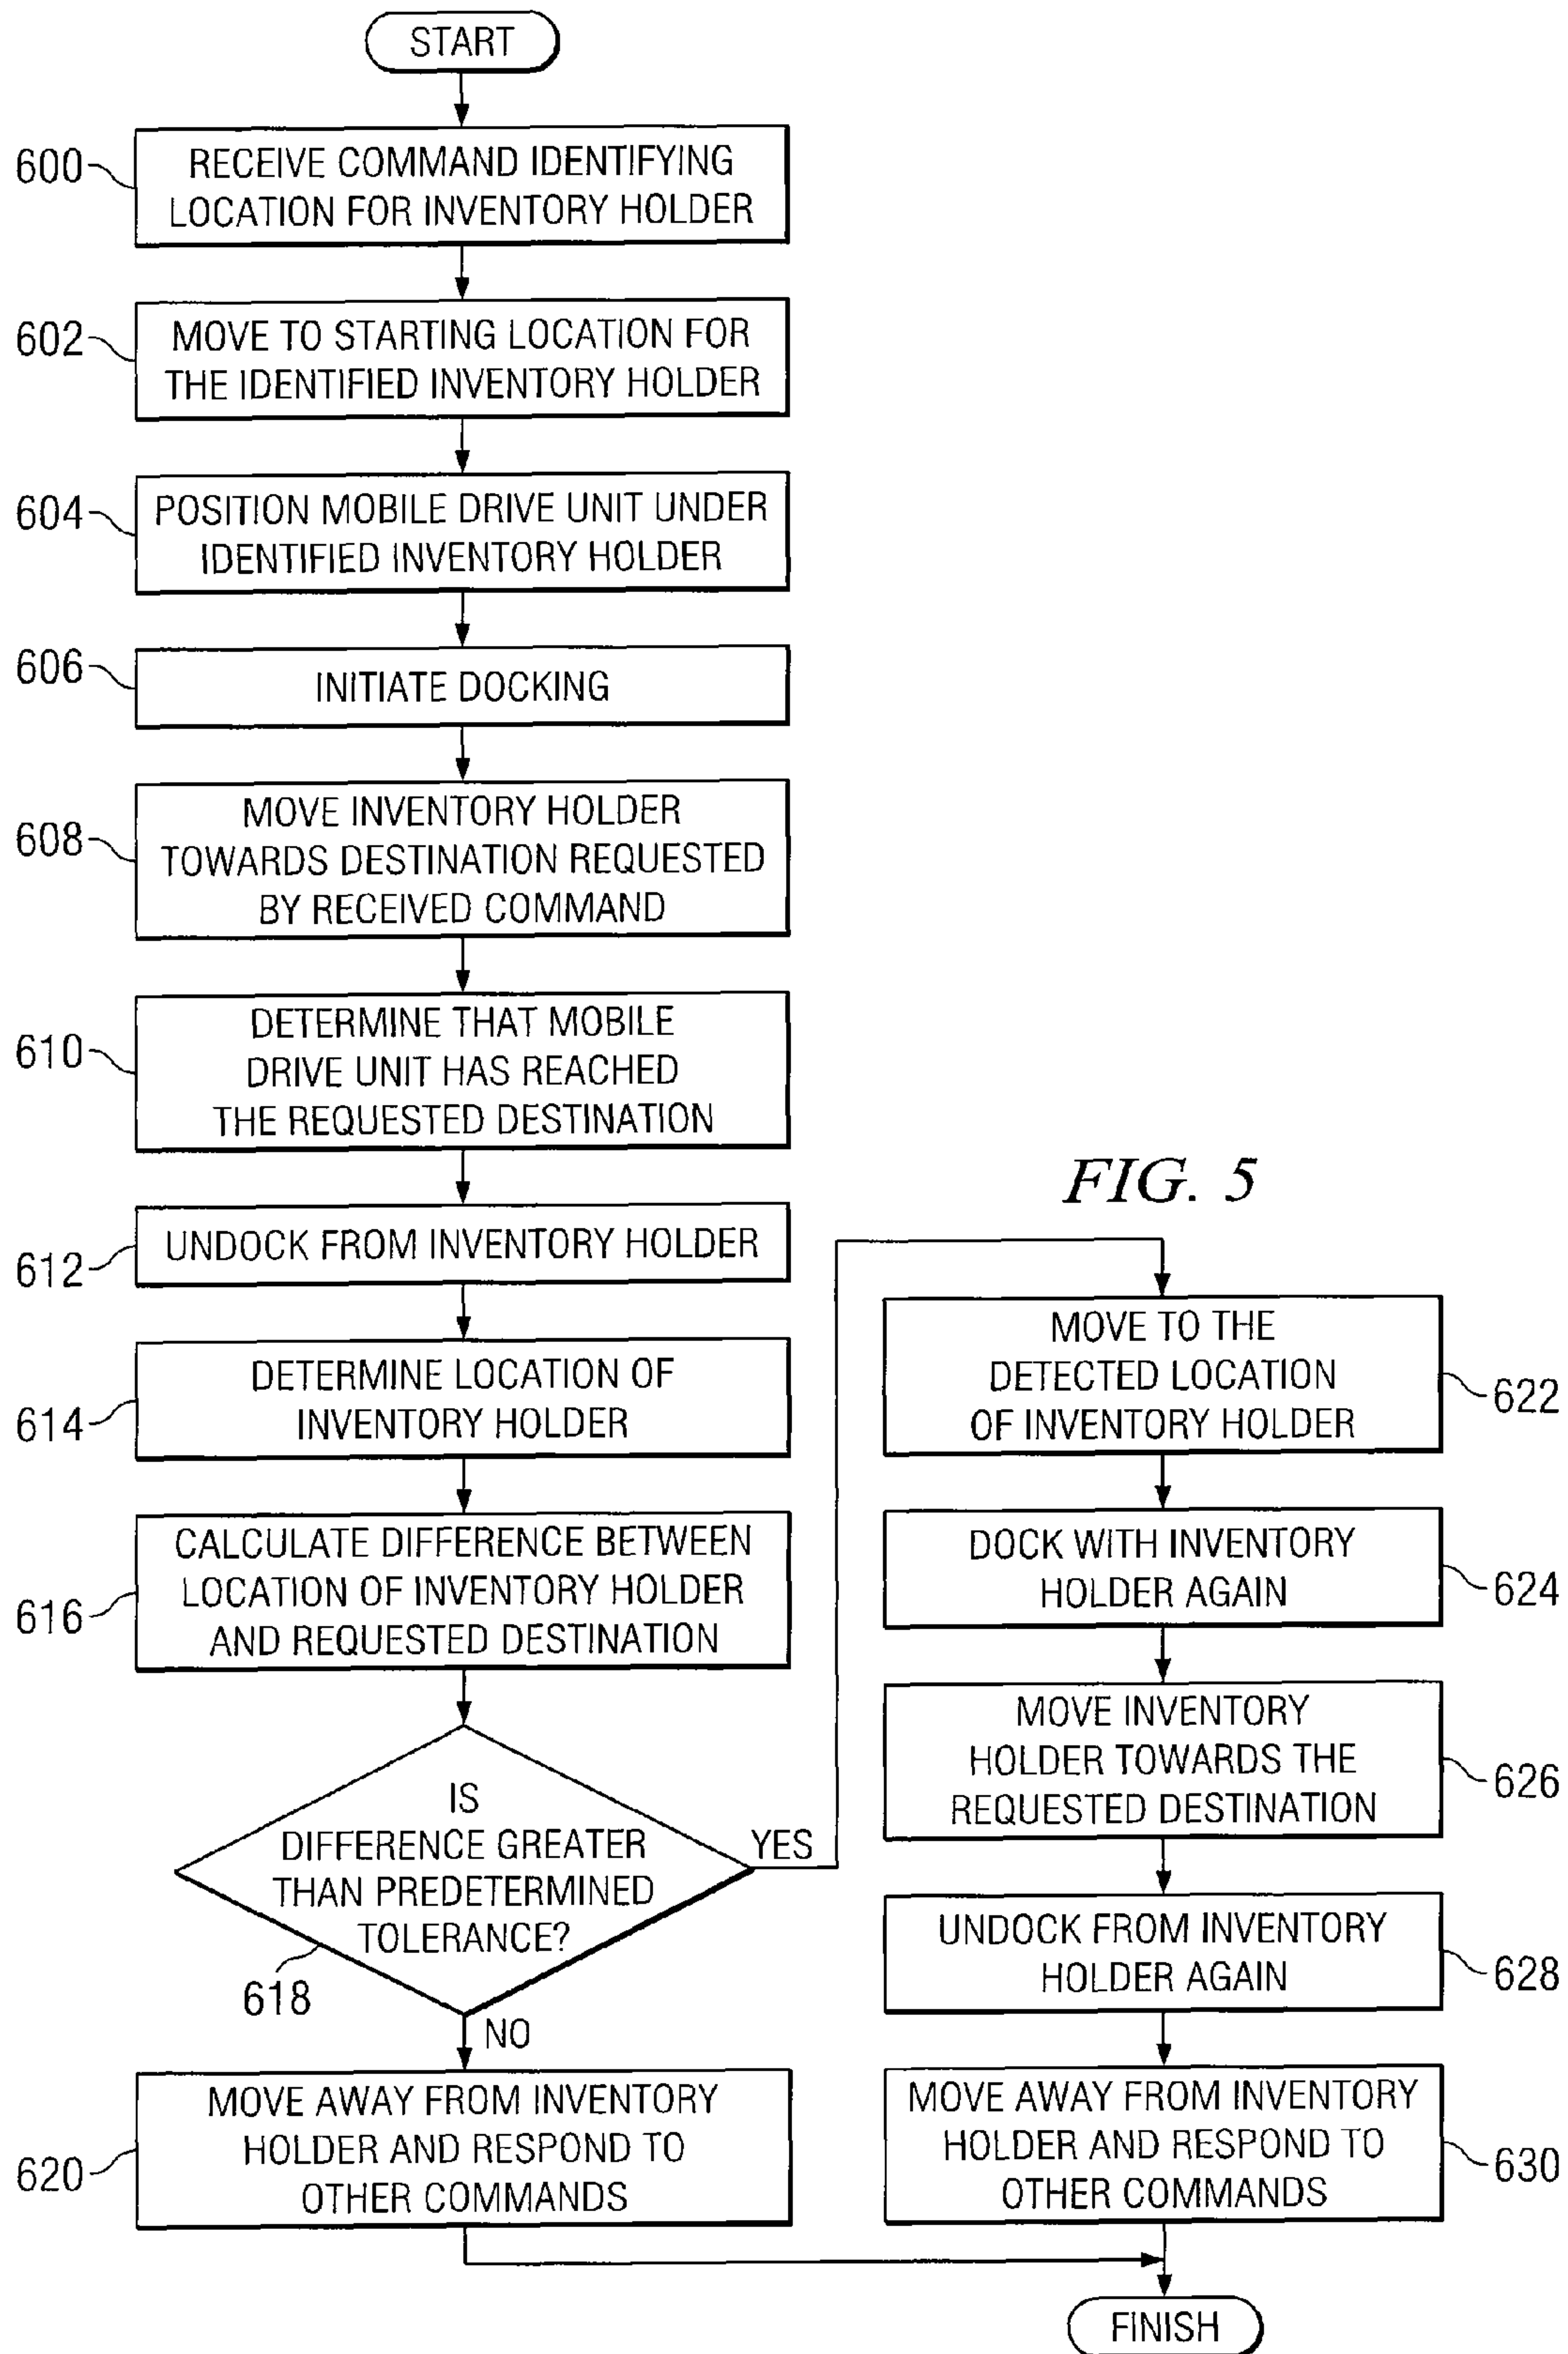 START
600
RECEIVE COMMAND IDENTIFYING
LOCATION FOR INVENTORY HOLDER
602
MOVE TO STARTING LOCATION FOR
THE IDENTIFIED INVENTORY HOLDER
604
POSITION MOBILE DRIVE UNIT UNDER
IDENTIFIED INVENTORY HOLDER
606
INITIATE DOCKING
608
MOVE INVENTORY HOLDER
TOWARDS DESTINATION REQUESTED
BY RECEIVED COMMAND
610
DETERMINE THAT MOBILE
DRIVE UNIT HAS REACHED
THE REQUESTED DESTINATION
612
UNDOCK FROM INVENTORY HOLDER
614
DETERMINE LOCATION OF
INVENTORY HOLDER
616
CALCULATE DIFFERENCE BETWEEN
LOCATION OF INVENTORY HOLDER
AND REQUESTED DESTINATION
IS
DIFFERENCE GREATER
THAN PREDETERMINED
TOLERANCE?
618
YES
NO
620
MOVE AWAY FROM INVENTORY
HOLDER AND RESPOND TO
OTHER COMMANDS
FIG. 5
MOVE TO THE
DETECTED LOCATION
OF INVENTORY HOLDER
622
DOCK WITH INVENTORY
HOLDER AGAIN
624
MOVE INVENTORY
HOLDER TOWARDS THE
REQUESTED DESTINATION
626
UNDOCK FROM INVENTORY
HOLDER AGAIN
628
MOVE AWAY FROM INVENTORY
HOLDER AND RESPOND TO
OTHER COMMANDS
630
FINISH